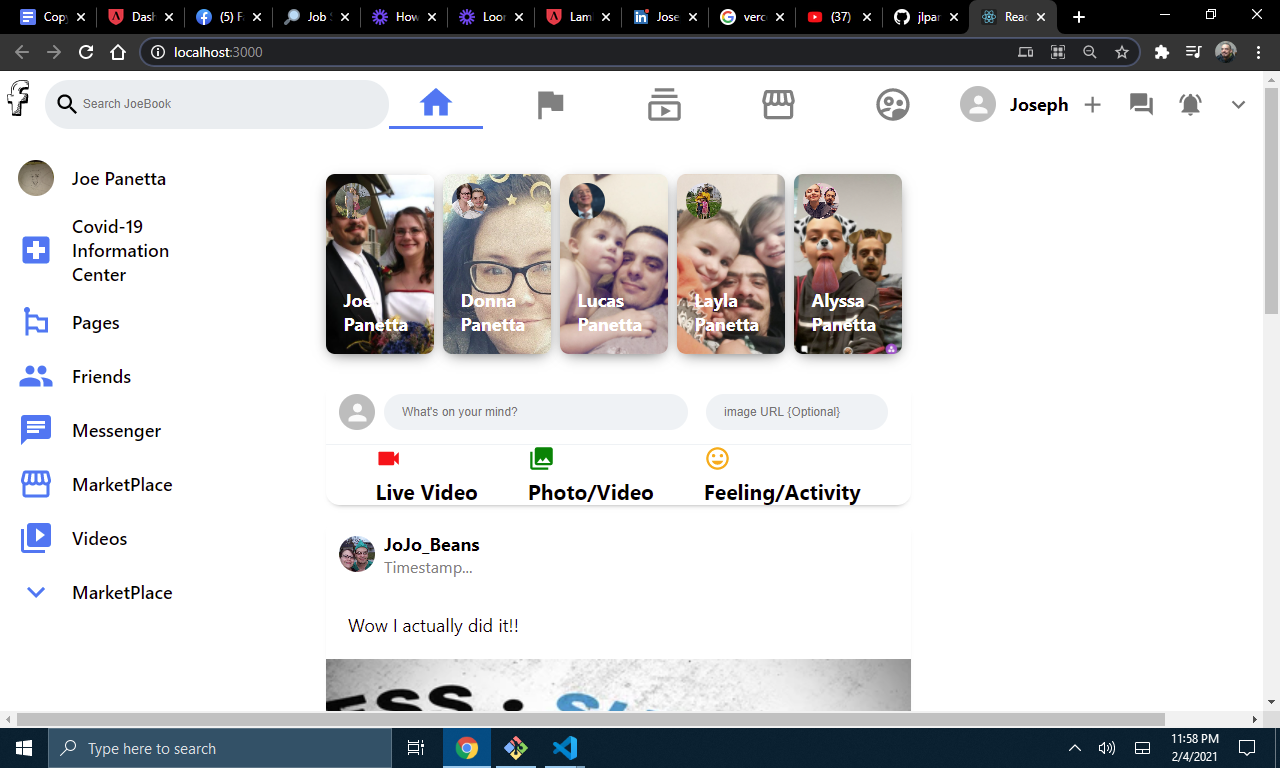 Copy
Dash
(5) F
Job S
How
Loor
Lam
Jose
verc
(37)
jlpar
Reac
localhost:3000
f
Search JoeBook
Joseph
Joe Panetta
Covid-19
Information
Center
Pages
Friends
Messenger
MarketPlace
Videos
MarketPlace
Joe
Panetta
Donna
Panetta
Lucas
Panetta
Layla
Panetta
Alyssa
Panetta
What's on your mind?
image URL {Optional}
Live Video
Photo/Video
Feeling/Activity
JoJo_Beans
Timestamp...
Wow I actually did it!!
Type here to search
11:58 PM
2/4/2021